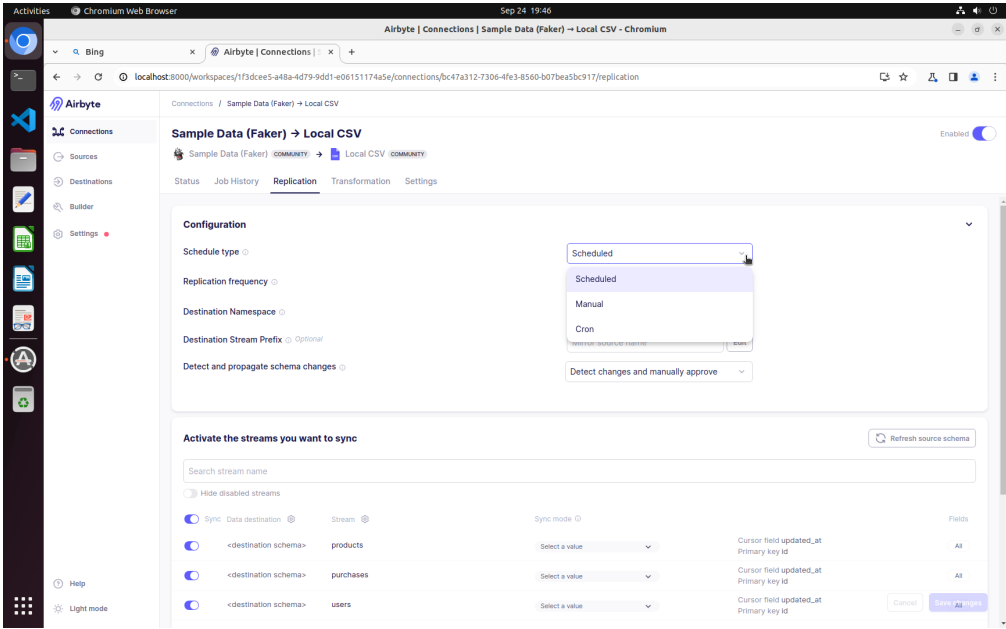 Activities
Chromium Web Browser
Sep 24 19:46
Airbyte | Connections | Sample Data (Faker) → Local CSV - Chromium
Bing
Airbyte | Connections |
localhost:8000/workspaces/1f3dcee5-a48a-4d79-9dd1-e06151174a5e/connections/bc47a312-7306-4fe3-8560-b07bea5bc917/replication
Airbyte
Connections
Sources
Destinations
Builder
Settings
Help
Light mode
Connections / Sample Data (Faker) → Local CSV
Sample Data (Faker) → Local CSV
Enabled
Sample Data (Faker) COMMUNITY → Local CSV COMMUNITY
Status Job History Replication Transformation Settings
Configuration
Schedule type
Scheduled
Scheduled
Replication frequency
Manual
Destination Namespace
Cron
Destination Stream Prefix Optional
Mirror source name
Edit
Detect and propagate schema changes
Detect changes and manually approve
Activate the streams you want to sync
Refresh source schema
Search stream name
Hide disabled streams
Sync Data destination Stream Sync mode Fields
<destination schema> products Select a value Cursor field updated_at All
Primary key id
<destination schema> purchases Select a value Cursor field updated_at All
Primary key id
<destination schema> users Select a value Cursor field updated_at All
Primary key id
Cancel
Save changes